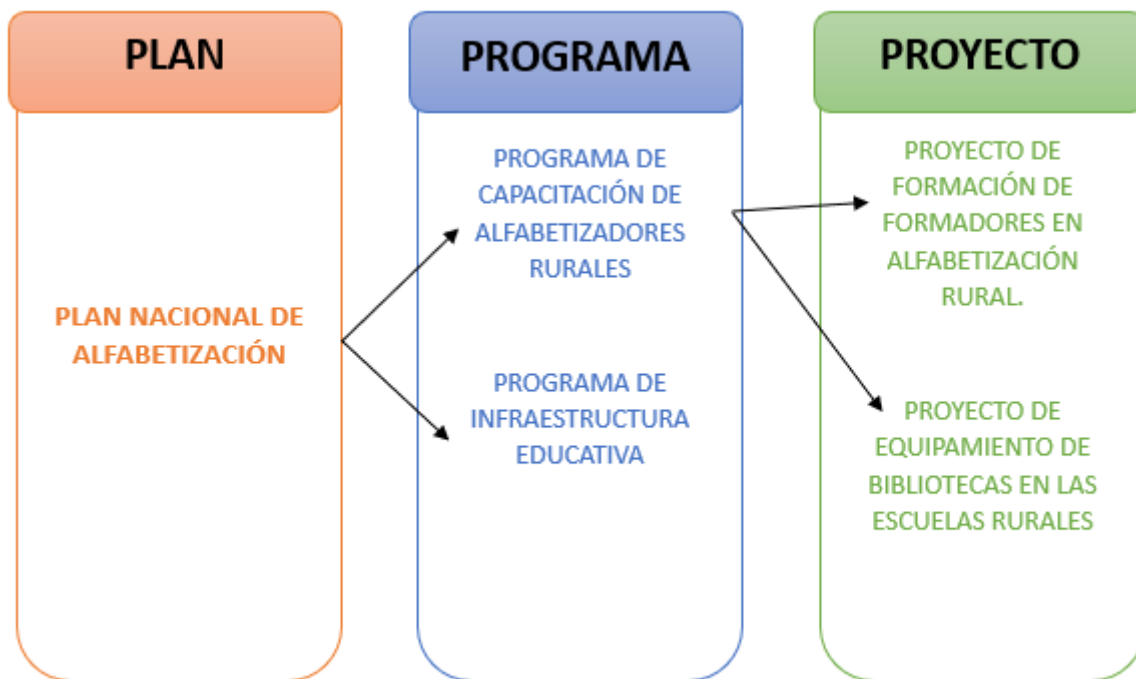 PLAN
PLAN NACIONAL DE
ALFABETIZACIÓN
PROGRAMA
PROGRAMA DE
CAPACITACIÓN DE
ALFABETIZADORES
RURALES
PROGRAMA DE
INFRAESTRUCTURA
EDUCATIVA
PROYECTO
PROYECTO DE
FORMACIÓN DE
FORMADORES EN
ALFABETIZACIÓN
RURAL.
PROYECTO DE
EQUIPAMIENTO DE
BIBLIOTECAS EN LAS
ESCUELAS RURALES